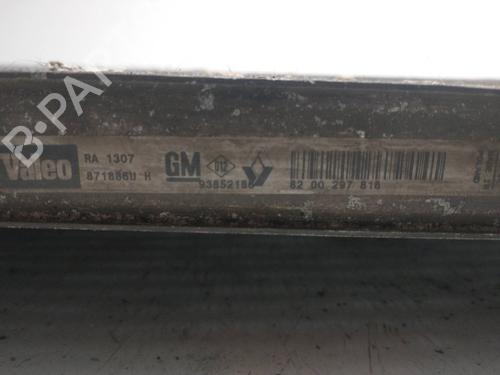 B-PARTS
Valeo
RA 1307
871886U H
GM
93852186
82 00 297 818